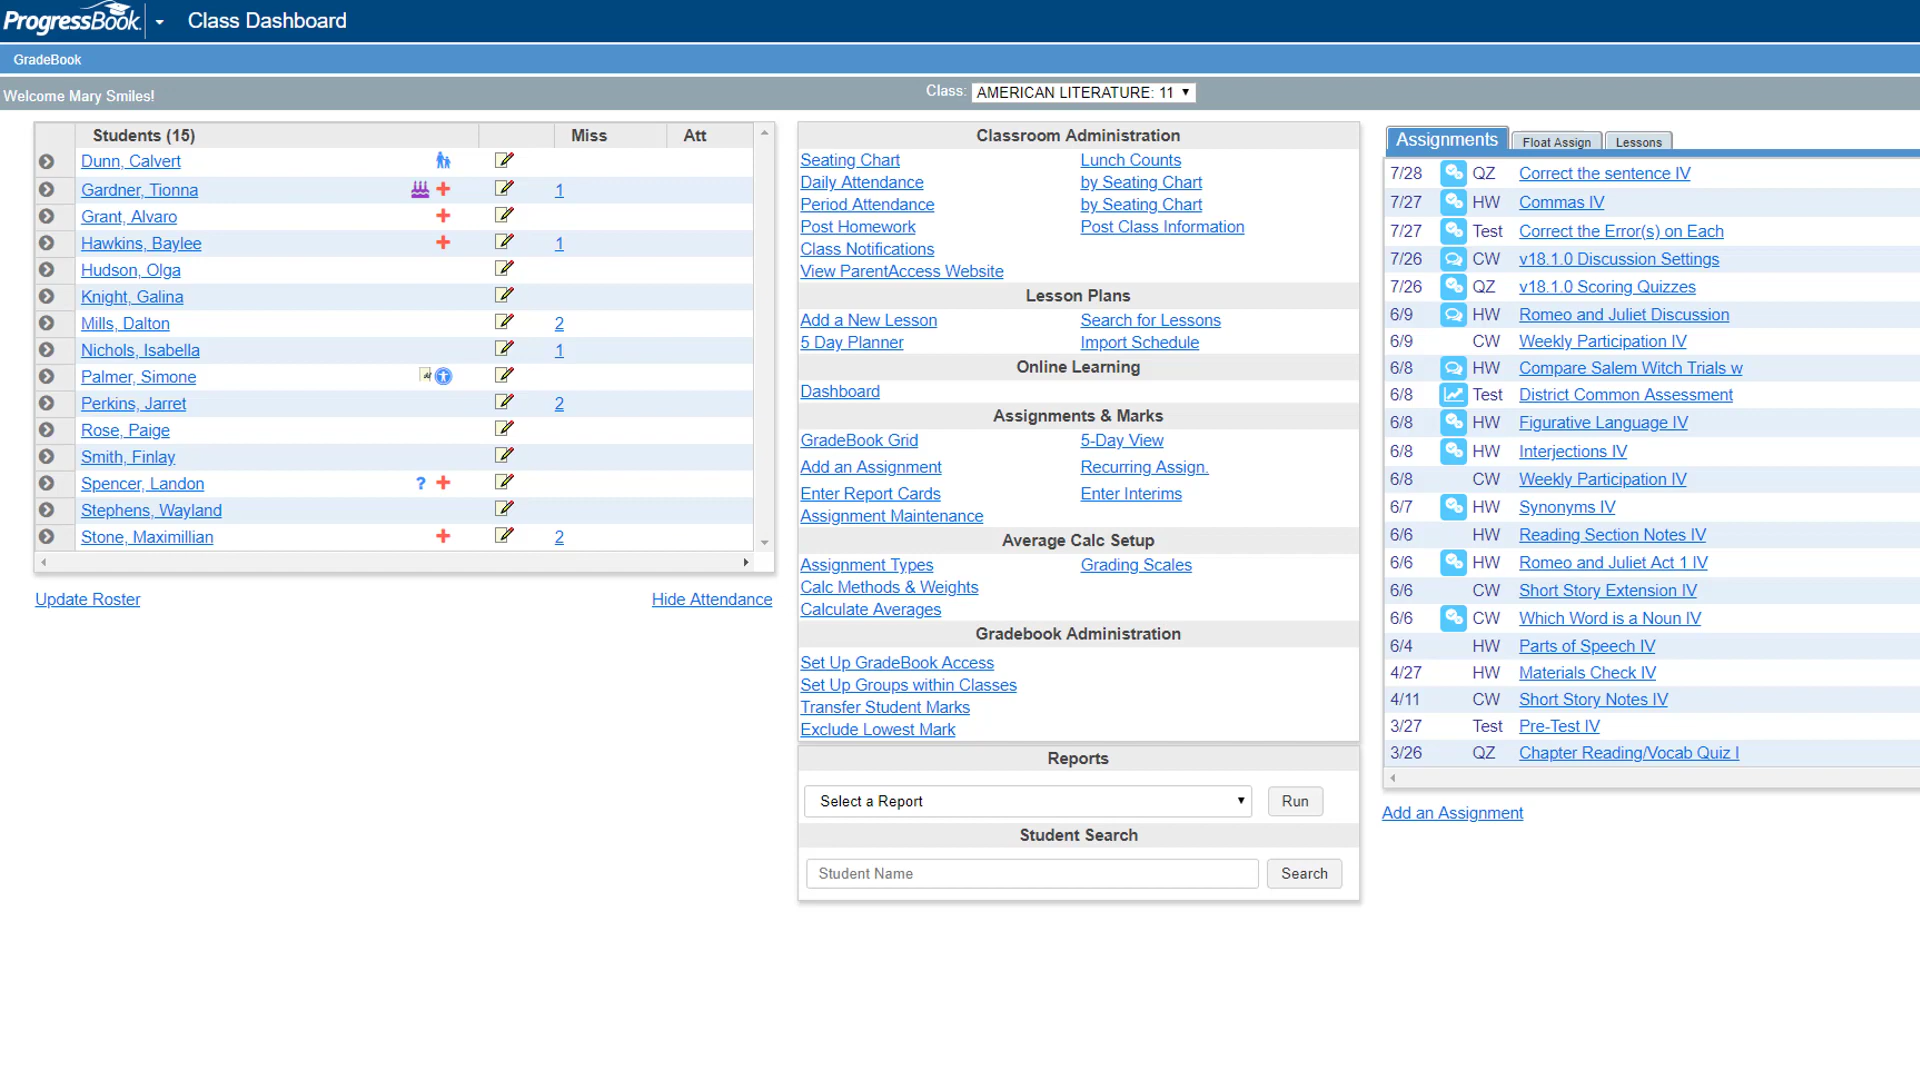 ProgressBook Class Dashboard
GradeBook
Welcome Mary Smiles!
Class: AMERICAN LITERATURE: 11
Students (15) Miss Att
Dunn, Calvert
Gardner, Tionna 1
Grant, Alvaro
Hawkins, Baylee 1
Hudson, Olga
Knight, Galina
Mills, Dalton 2
Nichols, Isabella 1
Palmer, Simone
Perkins, Jarret 2
Rose, Paige
Smith, Finlay
Spencer, Landon ?
Stephens, Wayland
Stone, Maximillian 2
Update Roster Hide Attendance
Classroom Administration
Seating Chart Lunch Counts
Daily Attendance by Seating Chart
Period Attendance by Seating Chart
Post Homework Post Class Information
Class Notifications
View ParentAccess Website
Lesson Plans
Add a New Lesson Search for Lessons
5 Day Planner Import Schedule
Online Learning
Dashboard
Assignments & Marks
GradeBook Grid 5-Day View
Add an Assignment Recurring Assign.
Enter Report Cards Enter Interims
Assignment Maintenance
Average Calc Setup
Assignment Types Grading Scales
Calc Methods & Weights
Calculate Averages
Gradebook Administration
Set Up GradeBook Access
Set Up Groups within Classes
Transfer Student Marks
Exclude Lowest Mark
Reports
Select a Report Run
Student Search
Student Name Search
Assignments Float Assign Lessons
7/28 QZ Correct the sentence IV
7/27 HW Commas IV
7/27 Test Correct the Error(s) on Each
7/26 CW v18.1.0 Discussion Settings
7/26 QZ v18.1.0 Scoring Quizzes
6/9 HW Romeo and Juliet Discussion
6/9 CW Weekly Participation IV
6/8 HW Compare Salem Witch Trials w
6/8 Test District Common Assessment
6/8 HW Figurative Language IV
6/8 HW Interjections IV
6/8 CW Weekly Participation IV
6/7 HW Synonyms IV
6/6 HW Reading Section Notes IV
6/6 HW Romeo and Juliet Act 1 IV
6/6 CW Short Story Extension IV
6/6 CW Which Word is a Noun IV
6/4 HW Parts of Speech IV
4/27 HW Materials Check IV
4/11 CW Short Story Notes IV
3/27 Test Pre-Test IV
3/26 QZ Chapter Reading/Vocab Quiz I
Add an Assignment